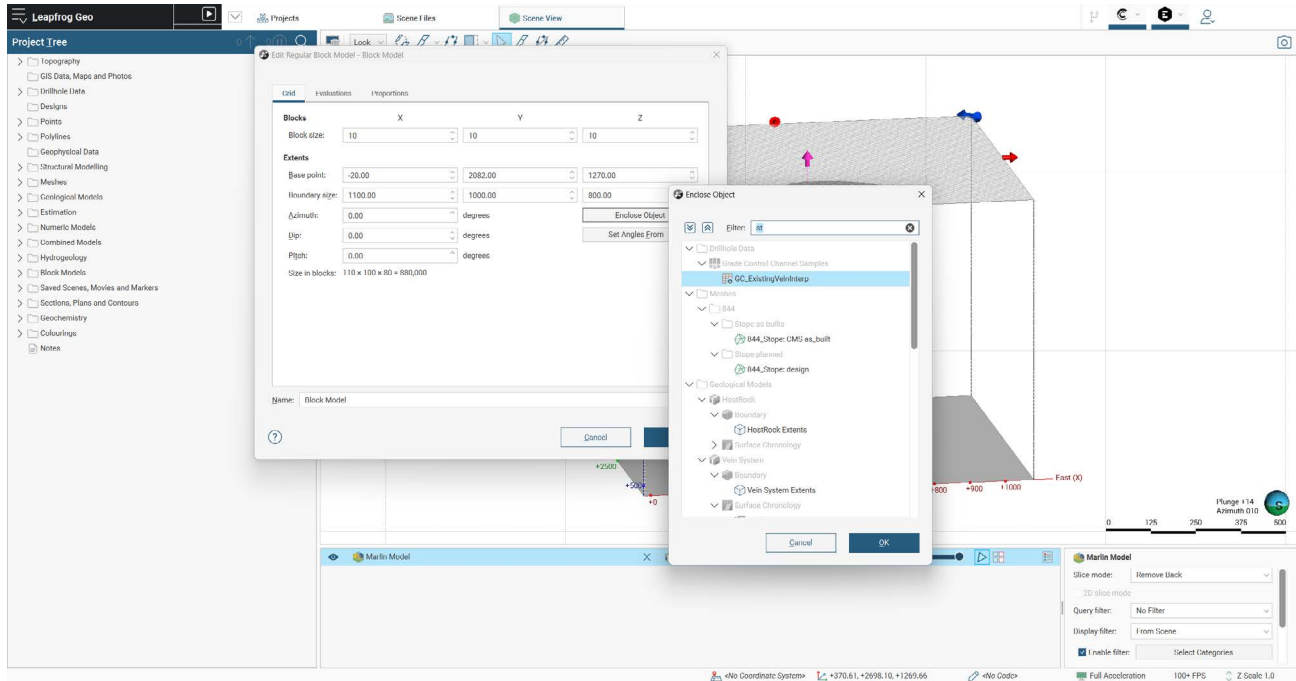 Leapfrog Geo
Projects
Scene Files
Scene View
Project Tree
Look
Topography
GIS Data, Maps and Photos
Drillhole Data
Designs
Points
Polylines
Geophysical Data
Structural Modelling
Meshes
Geological Models
Estimation
Numeric Models
Combined Models
Hydrogeology
Block Models
Saved Scenes, Movies and Markers
Sections, Plans and Contours
Geochemistry
Colourings
Notes
Edit Regular Block Model - Block Model
Grid Evaluations Proportions
Blocks X Y Z
Block size: 10 10 10
Extents
Base point: -20.00 2082.00 1270.00
Boundary size: 1100.00 1000.00 800.00
Azimuth: 0.00 degrees Enclose Object
Dip: 0.00 degrees Set Angles From
Pitch: 0.00 degrees
Size in blocks: 110 × 100 × 80 = 880,000
Name: Block Model
Cancel
Enclose Object
Filter: st
Drillhole Data
Grade Control Channel Samples
GC_ExistingVeinInterp
Meshes
844
Stope as builts
844_Stope: CMS as_built
Stope planned
844_Stope: design
Geological Models
HostRock
Boundary
HostRock Extents
Surface Chronology
Vein System
Boundary
Vein System Extents
Surface Chronology
Cancel OK
+2500
+500
+0
+800 +900 +1000
East (X)
Plunge +14
Azimuth 010
0 125 250 375 500
Marlin Model
Marlin Model
Slice mode: Remove Back
2D slice mode
Query filter: No Filter
Display filter: From Scene
Enable filter: Select Categories
<No Coordinate System> +370.61, +2698.10, +1269.66 <No Code> Full Acceleration 100+ FPS Z Scale 1.0